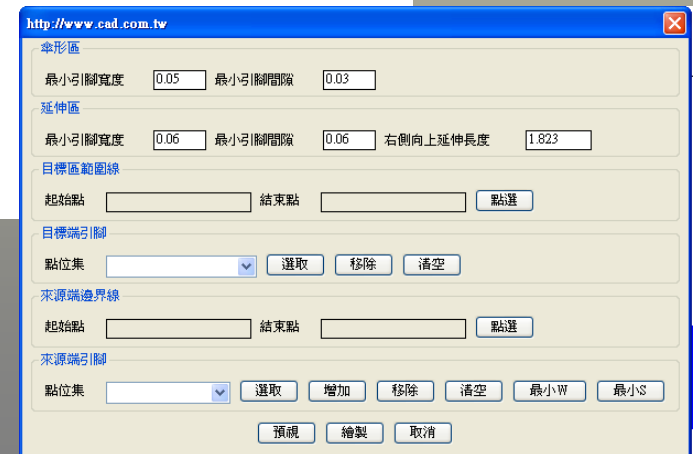 http://www.cad.com.tw
傘形區
最小引腳寬度 0.05 最小引腳間隙 0.03
延伸區
最小引腳寬度 0.06 最小引腳間隙 0.06 右側向上延伸長度 1.823
目標區範圍線
起始點 結束點 點選
目標端引腳
點位集 選取 移除 清空
來源端邊界線
起始點 結束點 點選
來源端引腳
點位集 選取 增加 移除 清空 最小W 最小S
預視 繪製 取消